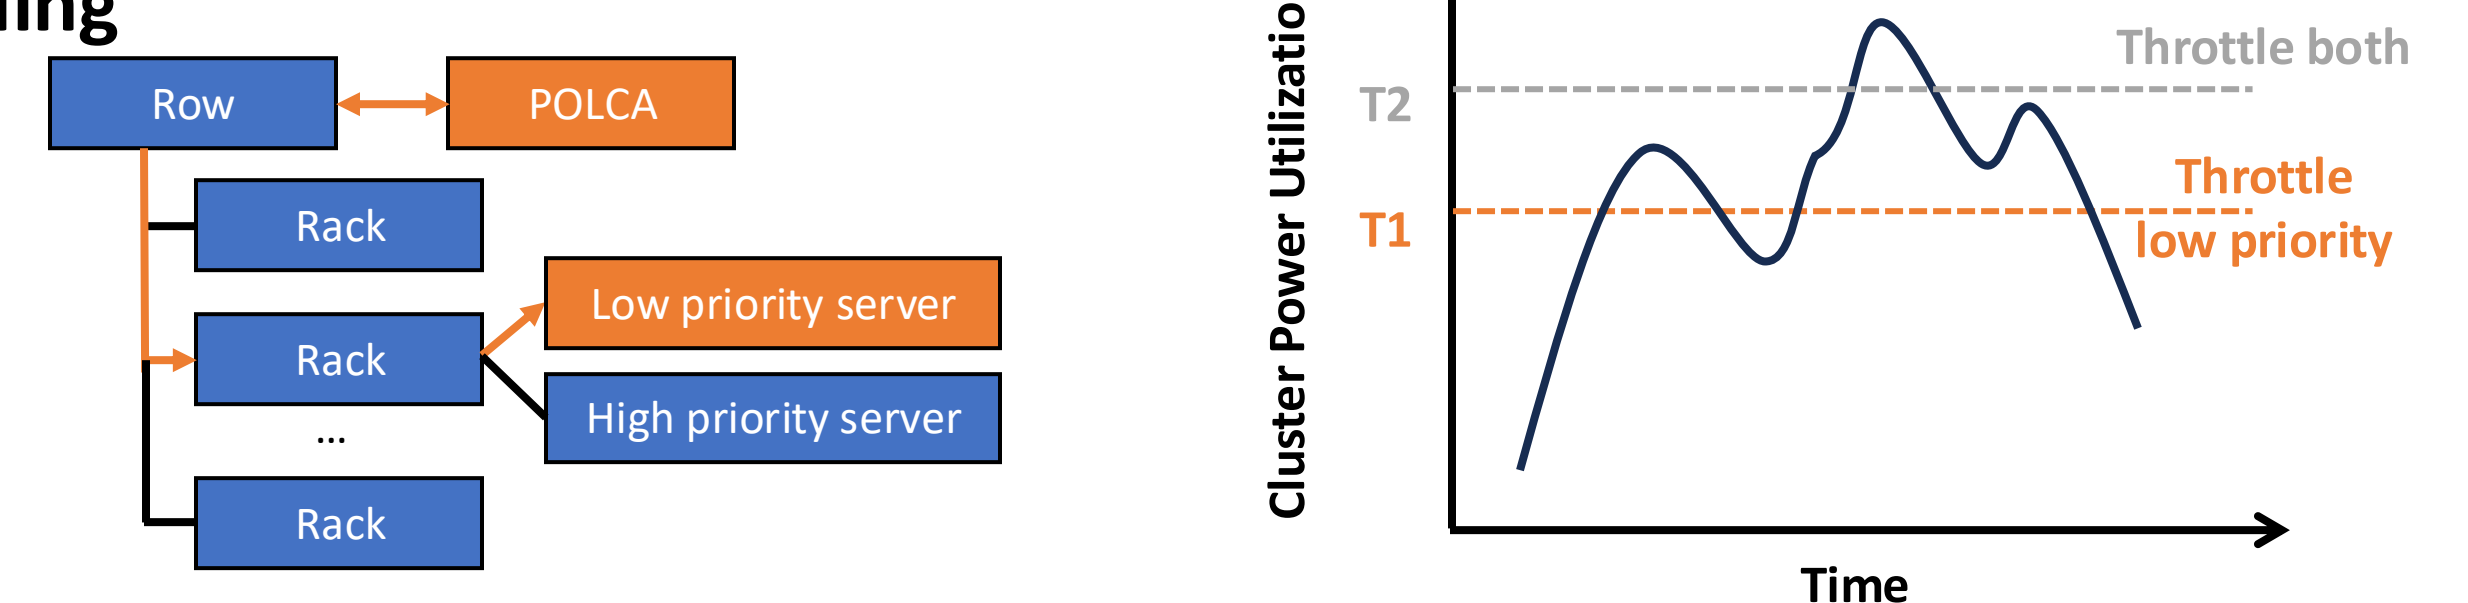 Row
POLCA
Rack
Rack
...
Rack
Low priority server
High priority server
Cluster Power Utilizatio
T2
T1
Throttle both
Throttle
low priority
Time